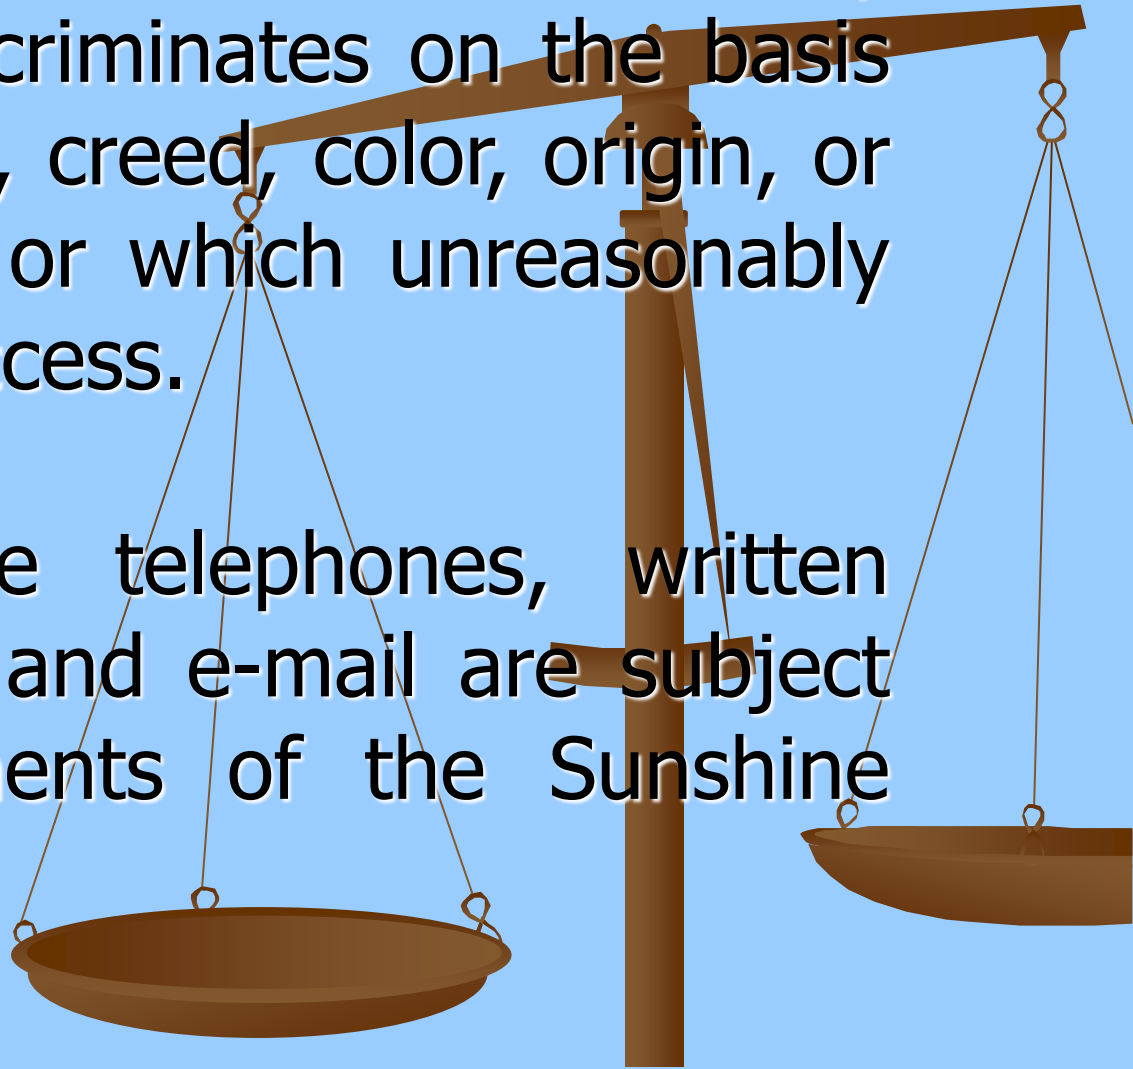 criminates on the basis
, creed, color, origin, or
or which unreasonably
ccess.
e telephones, written
and e-mail are subject
ents of the Sunshine